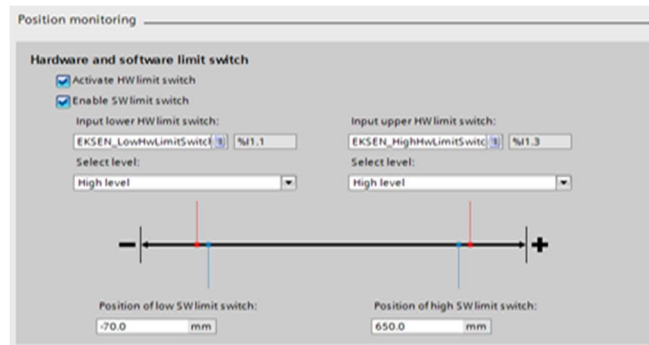 Position monitoring
Hardware and software limit switch
Activate HW limit switch
Enable SW limit switch
Input lower HW limit switch: Input upper HW limit switch:
EKSEN_LowHwLimitSwitcl %I1.1 EKSEN_HighHwLimitSwitc %I1.3
Select level: Select level:
High level High level
− +
Position of low SW limit switch: Position of high SW limit switch:
-70.0 mm 650.0 mm